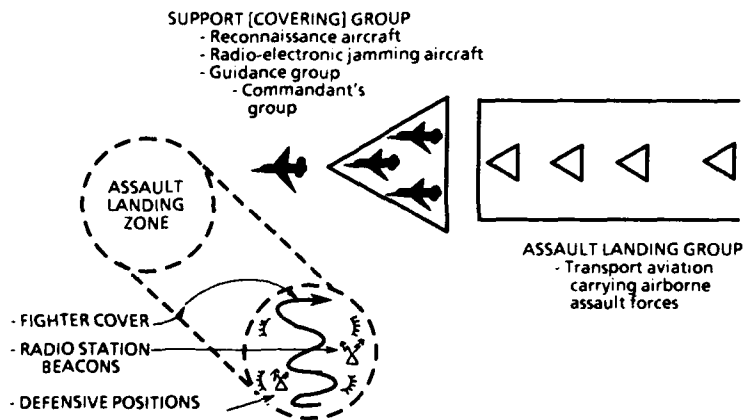 SUPPORT [COVERING] GROUP
- Reconnaissance aircraft
- Radio-electronic jamming aircraft
- Guidance group
- Commandant's
group
ASSAULT
LANDING
ZONE
ASSAULT LANDING GROUP
- Transport aviation
carrying airborne
assault forces
- FIGHTER COVER
- RADIO STATION
BEACONS
- DEFENSIVE POSITIONS